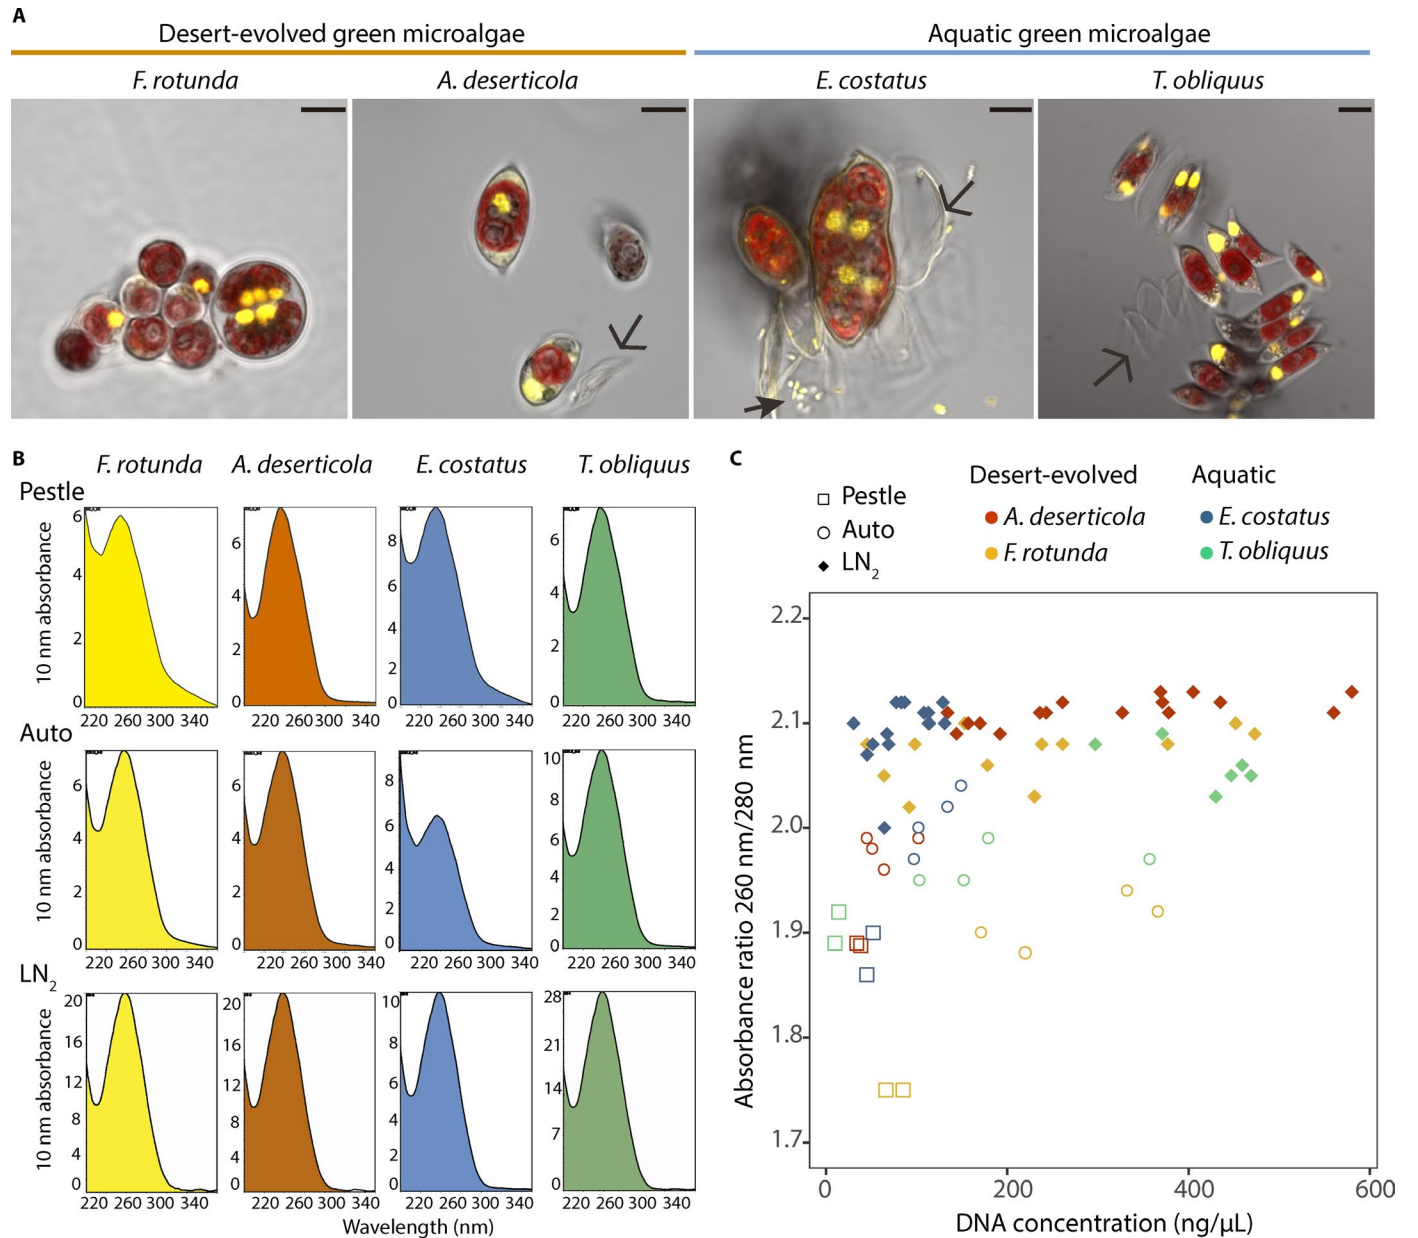 A
Desert-evolved green microalgae
Aquatic green microalgae
F. rotunda
A. deserticola
E. costatus
T. obliquus
B
F. rotunda
A. deserticola
E. costatus
T. obliquus
Pestle
10 nm absorbance
6
4
2
0
220 260 300 340
6
4
2
0
220 260 300 340
8
6
4
2
0
220 260 300 340
6
4
2
0
220 260 300 340
Auto
10 nm absorbance
6
4
2
0
220 260 300 340
6
4
2
0
220 260 300 340
8
6
4
2
0
220 260 300 340
10
8
6
4
2
0
220 260 300 340
LN2
10 nm absorbance
20
16
12
8
4
0
220 260 300 340
20
16
12
8
4
0
220 260 300 340
10
8
6
4
2
0
220 260 300 340
28
21
14
7
0
220 260 300 340
Wavelength (nm)
C
Pestle
Auto
LN2
Desert-evolved
A. deserticola
F. rotunda
Aquatic
E. costatus
T. obliquus
Absorbance ratio 260 nm/280 nm
2.2
2.1
2.0
1.9
1.8
1.7
0 200 400 600
DNA concentration (ng/µL)